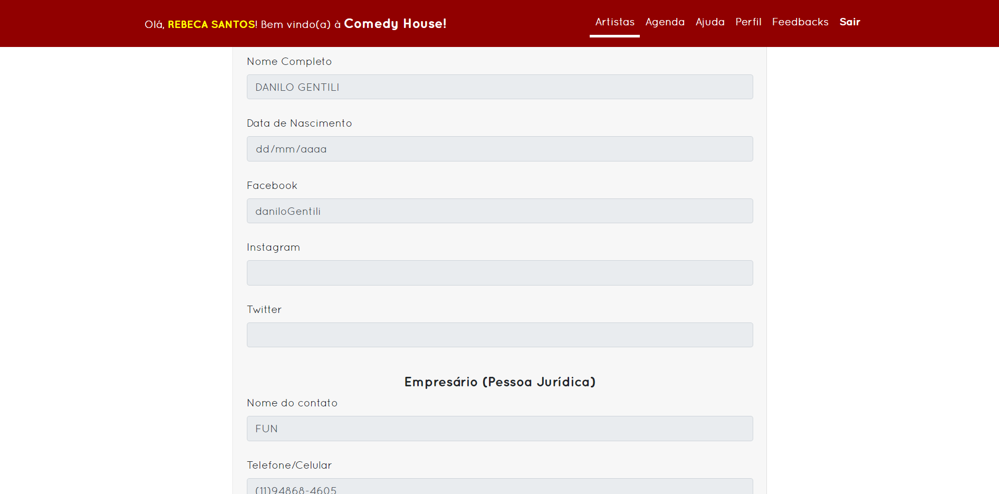 Olá, REBECA SANTOS! Bem vindo(a) à Comedy House!
Artistas Agenda Ajuda Perfil Feedbacks Sair
Nome Completo
DANILO GENTILI
Data de Nascimento
dd/mm/aaaa
Facebook
daniloGentili
Instagram
Twitter
Empresário (Pessoa Jurídica)
Nome do contato
FUN
Telefone/Celular
(11)94868-4605